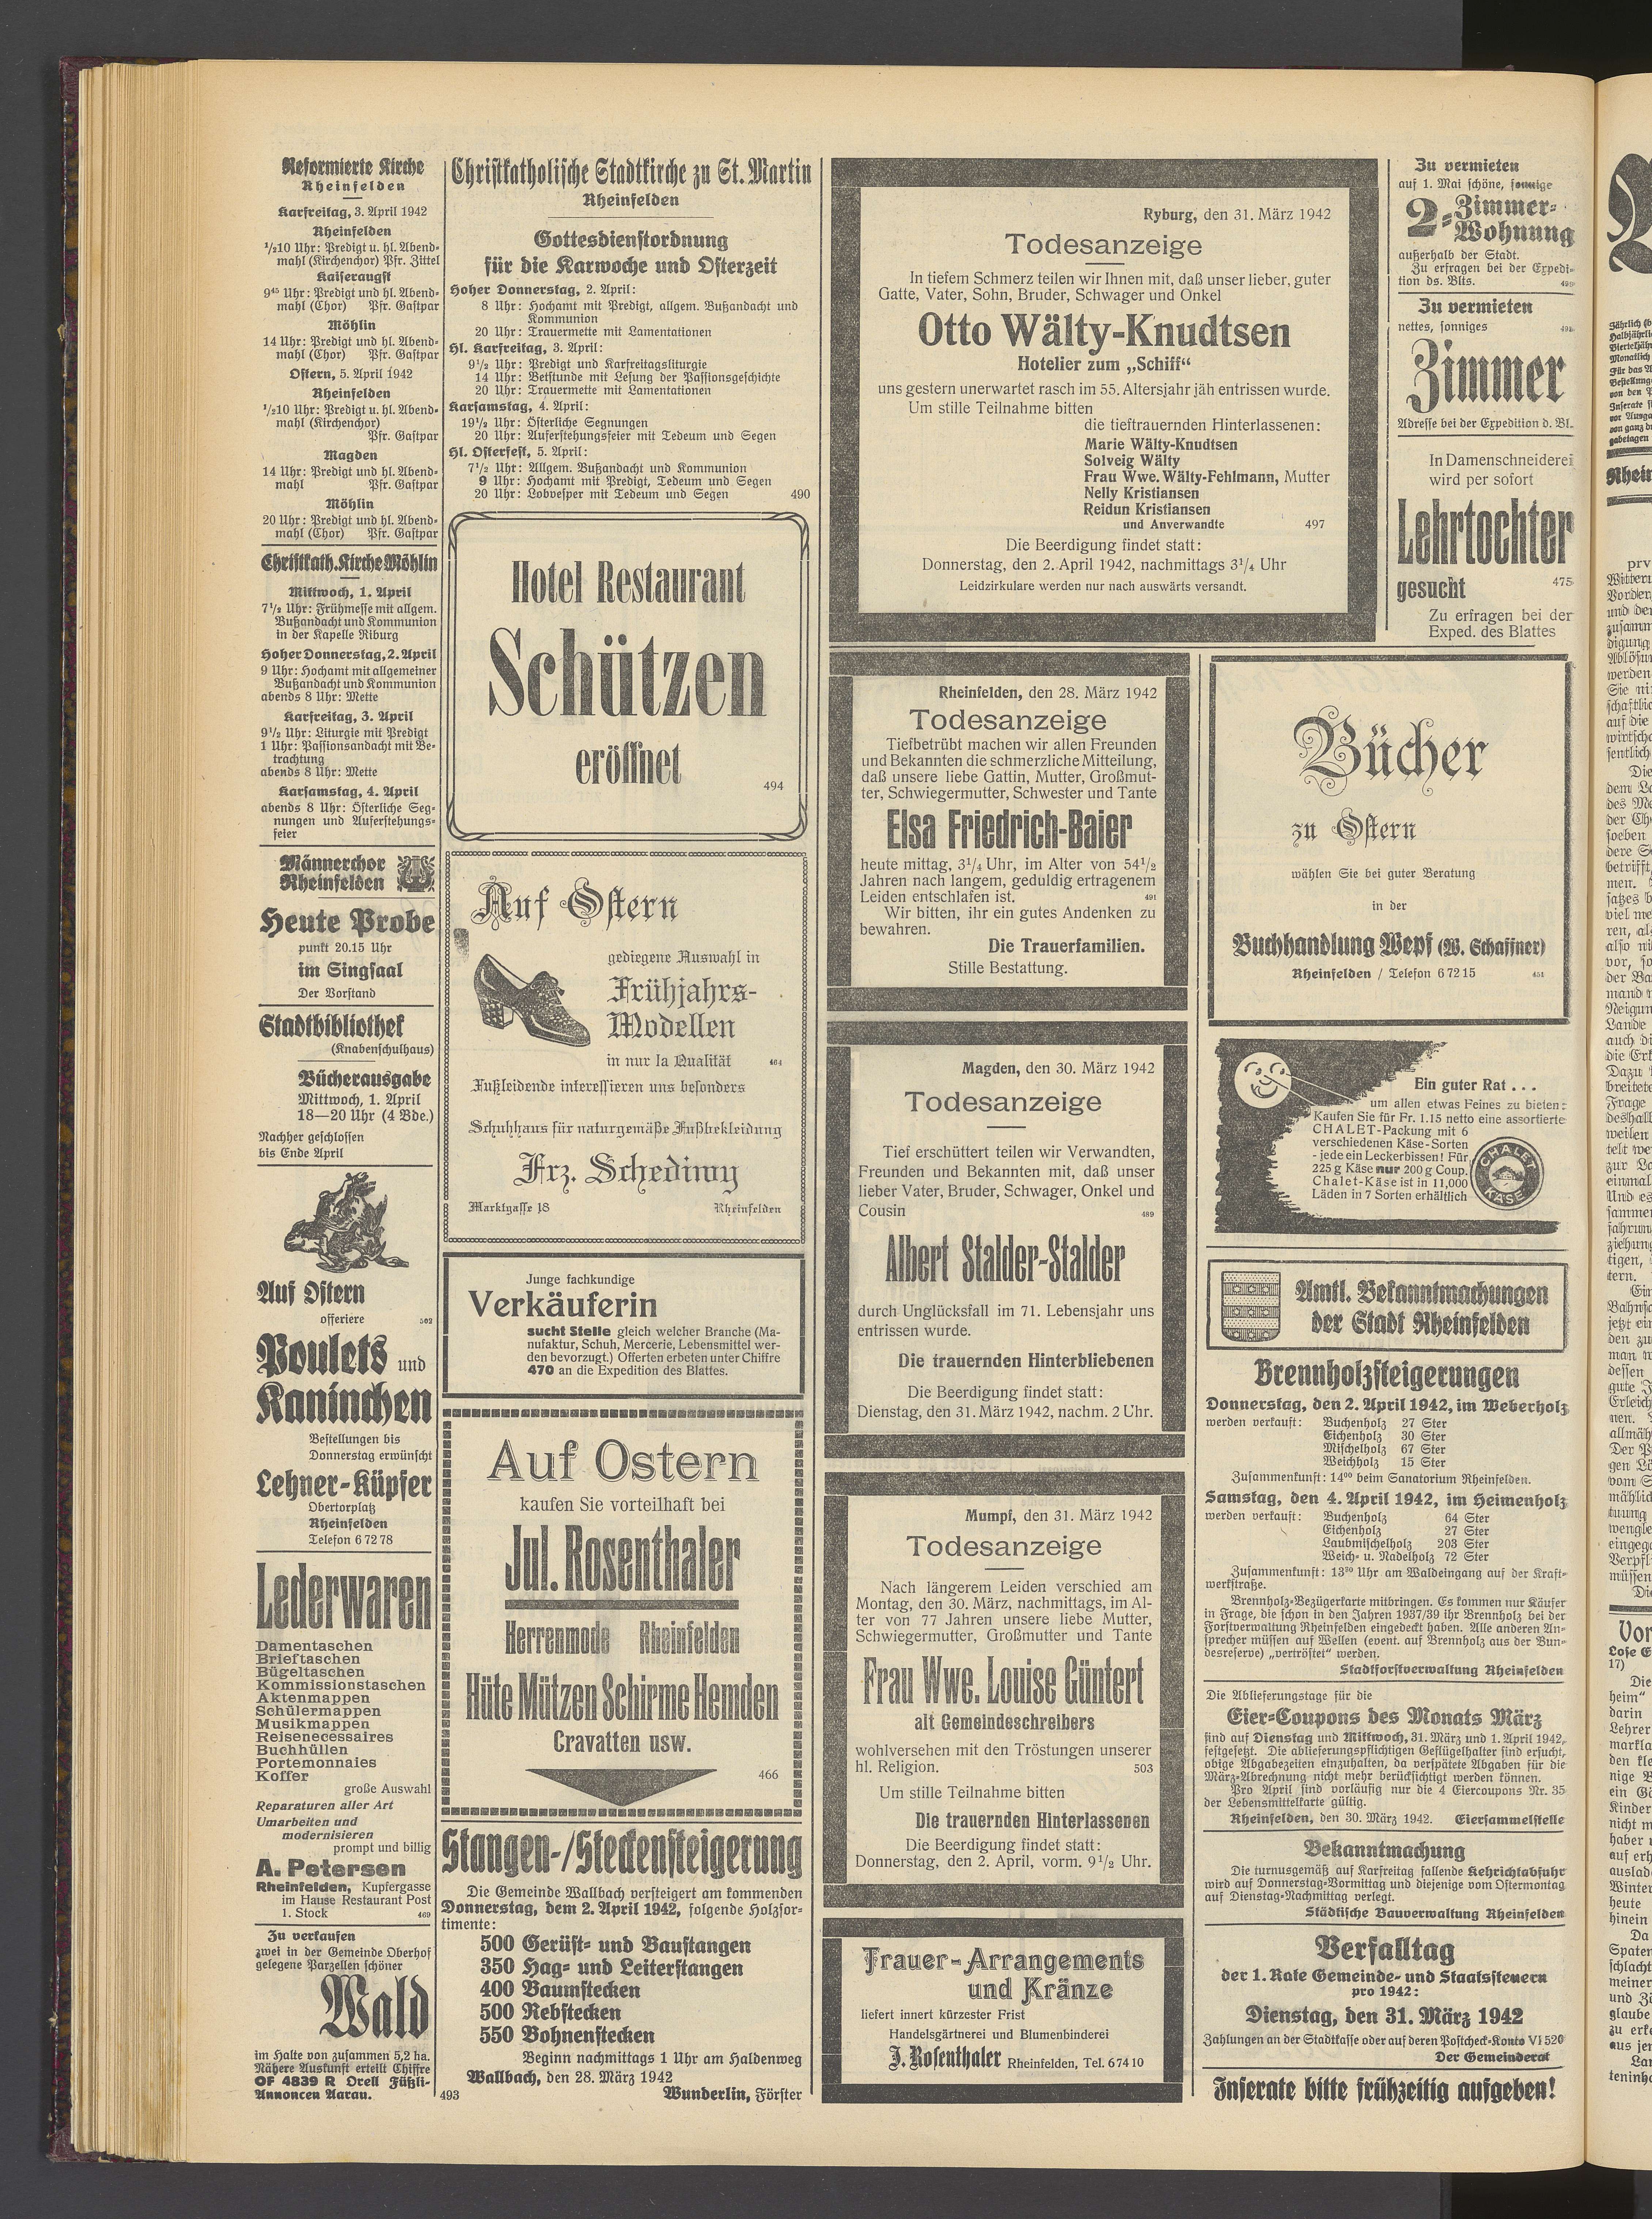 Reformierte Kirche
Rheinfelden
Karfreitag, 3. April 1942
Rheinfelden
½10 Uhr: Predigt u. hl. Abend-
mahl (Kirchenchor) Pfr. Zittel
Kaiseraugst
9⁴⁵ Uhr: Predigt und hl. Abend-
mahl (Chor) Pfr. Gastpar
Möhlin
14 Uhr: Predigt und hl. Abend-
mahl (Chor) Pfr. Gastpar
Ostern, 5. April 1942
Rheinfelden
½10 Uhr: Predigt u. hl. Abend-
mahl (Kirchenchor)
Pfr. Gastpar
Magden
14 Uhr: Predigt und hl. Abend-
mahl Pfr. Gastpar
Möhlin
20 Uhr: Predigt und hl. Abend-
mahl (Chor) Pfr. Gastpar
Christkath. Kirche Möhlin
Mittwoch, 1. April
7½ Uhr: Frühmesse mit allgem.
Bußandacht und Kommunion
in der Kapelle Riburg
Hoher Donnerstag, 2. April
9 Uhr: Hochamt mit allgemeiner
Bußandacht und Kommunion
abends 8 Uhr: Mette
Karfreitag, 3. April
9½ Uhr: Liturgie mit Predigt
1 Uhr: Passionsandacht mit Be-
trachtung
abends 8 Uhr: Mette
Karsamstag, 4. April
abends 8 Uhr: Österliche Seg-
nungen und Auferstehungs-
feier
Männerchor
Rheinfelden
Heute Probe
punkt 20.15 Uhr
im Singsaal
Der Vorstand
Stadtbibliothek
(Knabenschulhaus)
Bücherausgabe
Mittwoch, 1. April
18—20 Uhr (4 Bde.)
Nachher geschlossen
bis Ende April
Auf Ostern
offeriere 502
Poulets und
Kaninchen
Bestellungen bis
Donnerstag erwünscht
Lehner-Küpfer
Obertorplatz
Rheinfelden
Telefon 6 72 78
Lederwaren
Damentaschen
Brieftaschen
Bügeltaschen
Kommissionstaschen
Aktenmappen
Schülermappen
Musikmappen
Reisenecessaires
Buchhüllen
Portemonnaies
Koffer
große Auswahl
Reparaturen aller Art
Umarbeiten und
modernisieren
prompt und billig
A. Petersen
Rheinfelden, Kupfergasse
im Hause Restaurant Post
1. Stock 469
Zu verkaufen
zwei in der Gemeinde Oberhof
gelegene Parzellen schöner
Wald
im Halte von zusammen 5,2 ha.
Nähere Auskunft erteilt Chiffre
OF 4839 R Orell Füßli-
Annoncen Aarau.
Christkatholische Stadtkirche zu St. Martin
Rheinfelden
Gottesdienstordnung
für die Karwoche und Osterzeit
Hoher Donnerstag, 2. April:
8 Uhr: Hochamt mit Predigt, allgem. Bußandacht und
Kommunion
20 Uhr: Trauermette mit Lamentationen
Hl. Karfreitag, 3. April:
9½ Uhr: Predigt und Karfreitagsliturgie
14 Uhr: Betstunde mit Lesung der Passionsgeschichte
20 Uhr: Trauermette mit Lamentationen
Karsamstag, 4. April:
19½ Uhr: Österliche Segnungen
20 Uhr: Auferstehungsfeier mit Tedeum und Segen
Hl. Osterfest, 5. April:
7½ Uhr: Allgem. Bußandacht und Kommunion
9 Uhr: Hochamt mit Predigt, Tedeum und Segen
20 Uhr: Lobvesper mit Tedeum und Segen 490
Hotel Restaurant
Schützen
eröffnet
494
Auf Ostern
gediegene Auswahl in
Frühjahrs-
Modellen
in nur Ia Qualität 464
Fußleidende interessieren uns besonders
Schuhhaus für naturgemäße Fußbekleidung
Frz. Schediwy
Marktgasse 18 Rheinfelden
Junge fachkundige
Verkäuferin
sucht Stelle gleich welcher Branche (Ma-
nufaktur, Schuh, Mercerie, Lebensmittel wer-
den bevorzugt.) Offerten erbeten unter Chiffre
470 an die Expedition des Blattes.
Auf Ostern
kaufen Sie vorteilhaft bei
Jul. Rosenthaler
Herrenmode Rheinfelden
Hüte Mützen Schirme Hemden
Cravatten usw.
466
Stangen-/Steckensteigerung
Die Gemeinde Wallbach versteigert am kommenden
Donnerstag, dem 2. April 1942, folgende Holzsor-
timente:
500 Gerüst- und Baustangen
350 Hag- und Leiterstangen
400 Baumstecken
500 Rebstecken
550 Bohnenstecken
Beginn nachmittags 1 Uhr am Haldenweg
Wallbach, den 28. März 1942
493 Wunderlin, Förster
Ryburg, den 31. März 1942
Todesanzeige
In tiefem Schmerz teilen wir Ihnen mit, daß unser lieber, guter
Gatte, Vater, Sohn, Bruder, Schwager und Onkel
Otto Wälty-Knudtsen
Hotelier zum „Schiff“
uns gestern unerwartet rasch im 55. Altersjahr jäh entrissen wurde.
Um stille Teilnahme bitten
die tieftrauernden Hinterlassenen:
Marie Wälty-Knudtsen
Solveig Wälty
Frau Wwe. Wälty-Fehlmann, Mutter
Nelly Kristiansen
Reidun Kristiansen
und Anverwandte 497
Die Beerdigung findet statt:
Donnerstag, den 2. April 1942, nachmittags 3¼ Uhr
Leidzirkulare werden nur nach auswärts versandt.
Rheinfelden, den 28. März 1942
Todesanzeige
Tiefbetrübt machen wir allen Freunden
und Bekannten die schmerzliche Mitteilung,
daß unsere liebe Gattin, Mutter, Großmut-
ter, Schwiegermutter, Schwester und Tante
Elsa Friedrich-Baier
heute mittag, 3¼ Uhr, im Alter von 54½
Jahren nach langem, geduldig ertragenem
Leiden entschlafen ist. 491
Wir bitten, ihr ein gutes Andenken zu
bewahren.
Die Trauerfamilien.
Stille Bestattung.
Magden, den 30. März 1942
Todesanzeige
Tief erschüttert teilen wir Verwandten,
Freunden und Bekannten mit, daß unser
lieber Vater, Bruder, Schwager, Onkel und
Cousin 489
Albert Stalder-Stalder
durch Unglücksfall im 71. Lebensjahr uns
entrissen wurde.
Die trauernden Hinterbliebenen
Die Beerdigung findet statt:
Dienstag, den 31. März 1942, nachm. 2 Uhr.
Mumpf, den 31. März 1942
Todesanzeige
Nach längerem Leiden verschied am
Montag, den 30. März, nachmittags, im Al-
ter von 77 Jahren unsere liebe Mutter,
Schwiegermutter, Großmutter und Tante
Frau Wwe. Louise Güntert
alt Gemeindeschreibers
wohlversehen mit den Tröstungen unserer
hl. Religion. 503
Um stille Teilnahme bitten
Die trauernden Hinterlassenen
Die Beerdigung findet statt:
Donnerstag, den 2. April, vorm. 9½ Uhr.
Trauer-Arrangements
und Kränze
liefert innert kürzester Frist
Handelsgärtnerei und Blumenbinderei
J. Rosenthaler Rheinfelden, Tel. 6 74 10
Zu vermieten
auf 1. Mai schöne, sonnige
2-Zimmer-
Wohnung
außerhalb der Stadt.
Zu erfragen bei der Expedi-
tion ds. Blts.
Zu vermieten
nettes, sonniges
Zimmer
Adresse bei der Expedition d. Bl.
In Damenschneiderei
wird per sofort
Lehrtochter
gesucht 475
Zu erfragen bei der
Exped. des Blattes
Bücher
zu Ostern
wählen Sie bei guter Beratung
in der
Buchhandlung Wepf (W. Schaffner)
Rheinfelden / Telefon 6 72 15 451
Ein guter Rat . . .
um allen etwas Feines zu bieten:
Kaufen Sie für Fr. 1.15 netto eine assortierte
CHALET-Packung mit 6
verschiedenen Käse-Sorten
- jede ein Leckerbissen! Für
225 g Käse nur 200 g Coup.
Chalet-Käse ist in 11,000
Läden in 7 Sorten erhältlich
CHALET
KÄSE
Amtl. Bekanntmachungen
der Stadt Rheinfelden
Brennholzsteigerungen
Donnerstag, den 2. April 1942, im Weberholz
werden verkauft: Buchenholz 27 Ster
Eichenholz 30 Ster
Mischelholz 67 Ster
Weichholz 15 Ster
Zusammenkunft: 14⁰⁰ beim Sanatorium Rheinfelden.
Samstag, den 4. April 1942, im Heimenholz
werden verkauft: Buchenholz 64 Ster
Eichenholz 27 Ster
Laubmischelholz 203 Ster
Weich- u. Nadelholz 72 Ster
Zusammenkunft: 13³⁰ Uhr am Waldeingang auf der Kraft-
werkstraße.
Brennholz-Bezügerkarte mitbringen. Es kommen nur Käufer
in Frage, die schon in den Jahren 1937/39 ihr Brennholz bei der
Forstverwaltung Rheinfelden eingedeckt haben. Alle anderen An-
sprecher müssen auf Wellen (event. auf Brennholz aus der Bun-
desreserve) „vertröstet“ werden.
Stadtforstverwaltung Rheinfelden
Die Ablieferungstage für die
Eier-Coupons des Monats März
sind auf Dienstag und Mittwoch, 31. März und 1. April 1942,
festgesetzt. Die ablieferungspflichtigen Geflügelhalter sind ersucht,
obige Abgabezeiten einzuhalten, da verspätete Abgaben für die
März-Abrechnung nicht mehr berücksichtigt werden können.
Pro April sind vorläufig nur die 4 Eiercoupons Nr. 35
der Lebensmittelkarte gültig.
Rheinfelden, den 30. März 1942. Eiersammelstelle
Bekanntmachung
Die turnusgemäß auf Karfreitag fallende Kehrichtabfuhr
wird auf Donnerstag-Vormittag und diejenige vom Ostermontag
auf Dienstag-Nachmittag verlegt.
Städtische Bauverwaltung Rheinfelden
Verfalltag
der 1. Rate Gemeinde- und Staatssteuern
pro 1942:
Dienstag, den 31. März 1942
Zahlungen an der Stadtkasse oder auf deren Postcheck-Konto VI 520
Der Gemeinderat
Inserate bitte frühzeitig aufgeben!